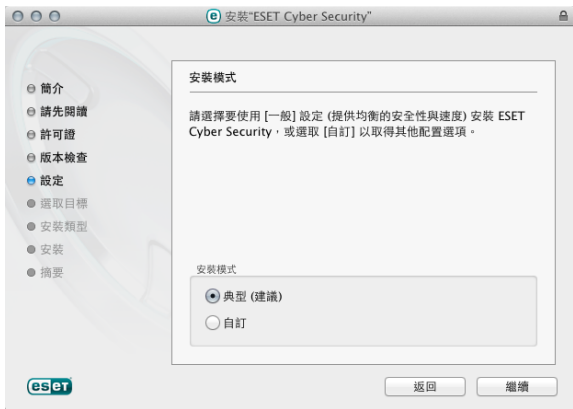 安裝“ESET Cyber Security”
簡介
請先閱讀
許可證
版本檢查
設定
選取目標
安裝類型
安裝
摘要
安裝模式
請選擇要使用 [一般] 設定 (提供均衡的安全性與速度) 安裝 ESET
Cyber Security，或選取 [自訂] 以取得其他配置選項。
安裝模式
典型 (建議)
自訂
eseT
返回
繼續